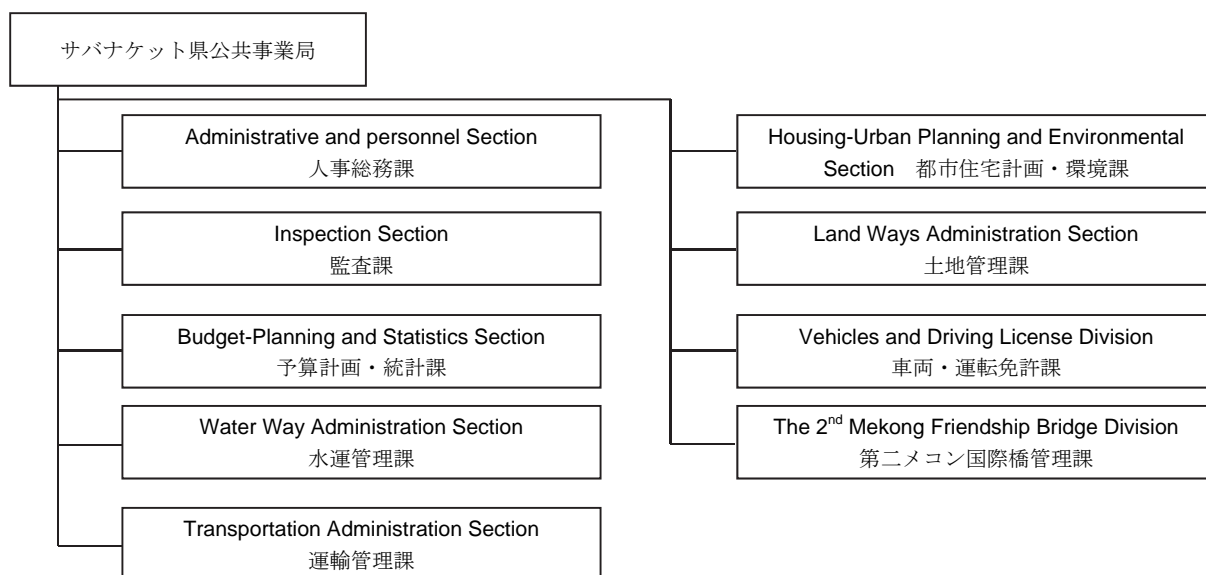 サバナケット県公共事業局
Administrative and personnel Section
人事総務課
Inspection Section
監査課
Budget-Planning and Statistics Section
予算計画・統計課
Water Way Administration Section
水運管理課
Transportation Administration Section
運輸管理課
Housing-Urban Planning and Environmental
Section　都市住宅計画・環境課
Land Ways Administration Section
土地管理課
Vehicles and Driving License Division
車両・運転免許課
The 2nd Mekong Friendship Bridge Division
第二メコン国際橋管理課